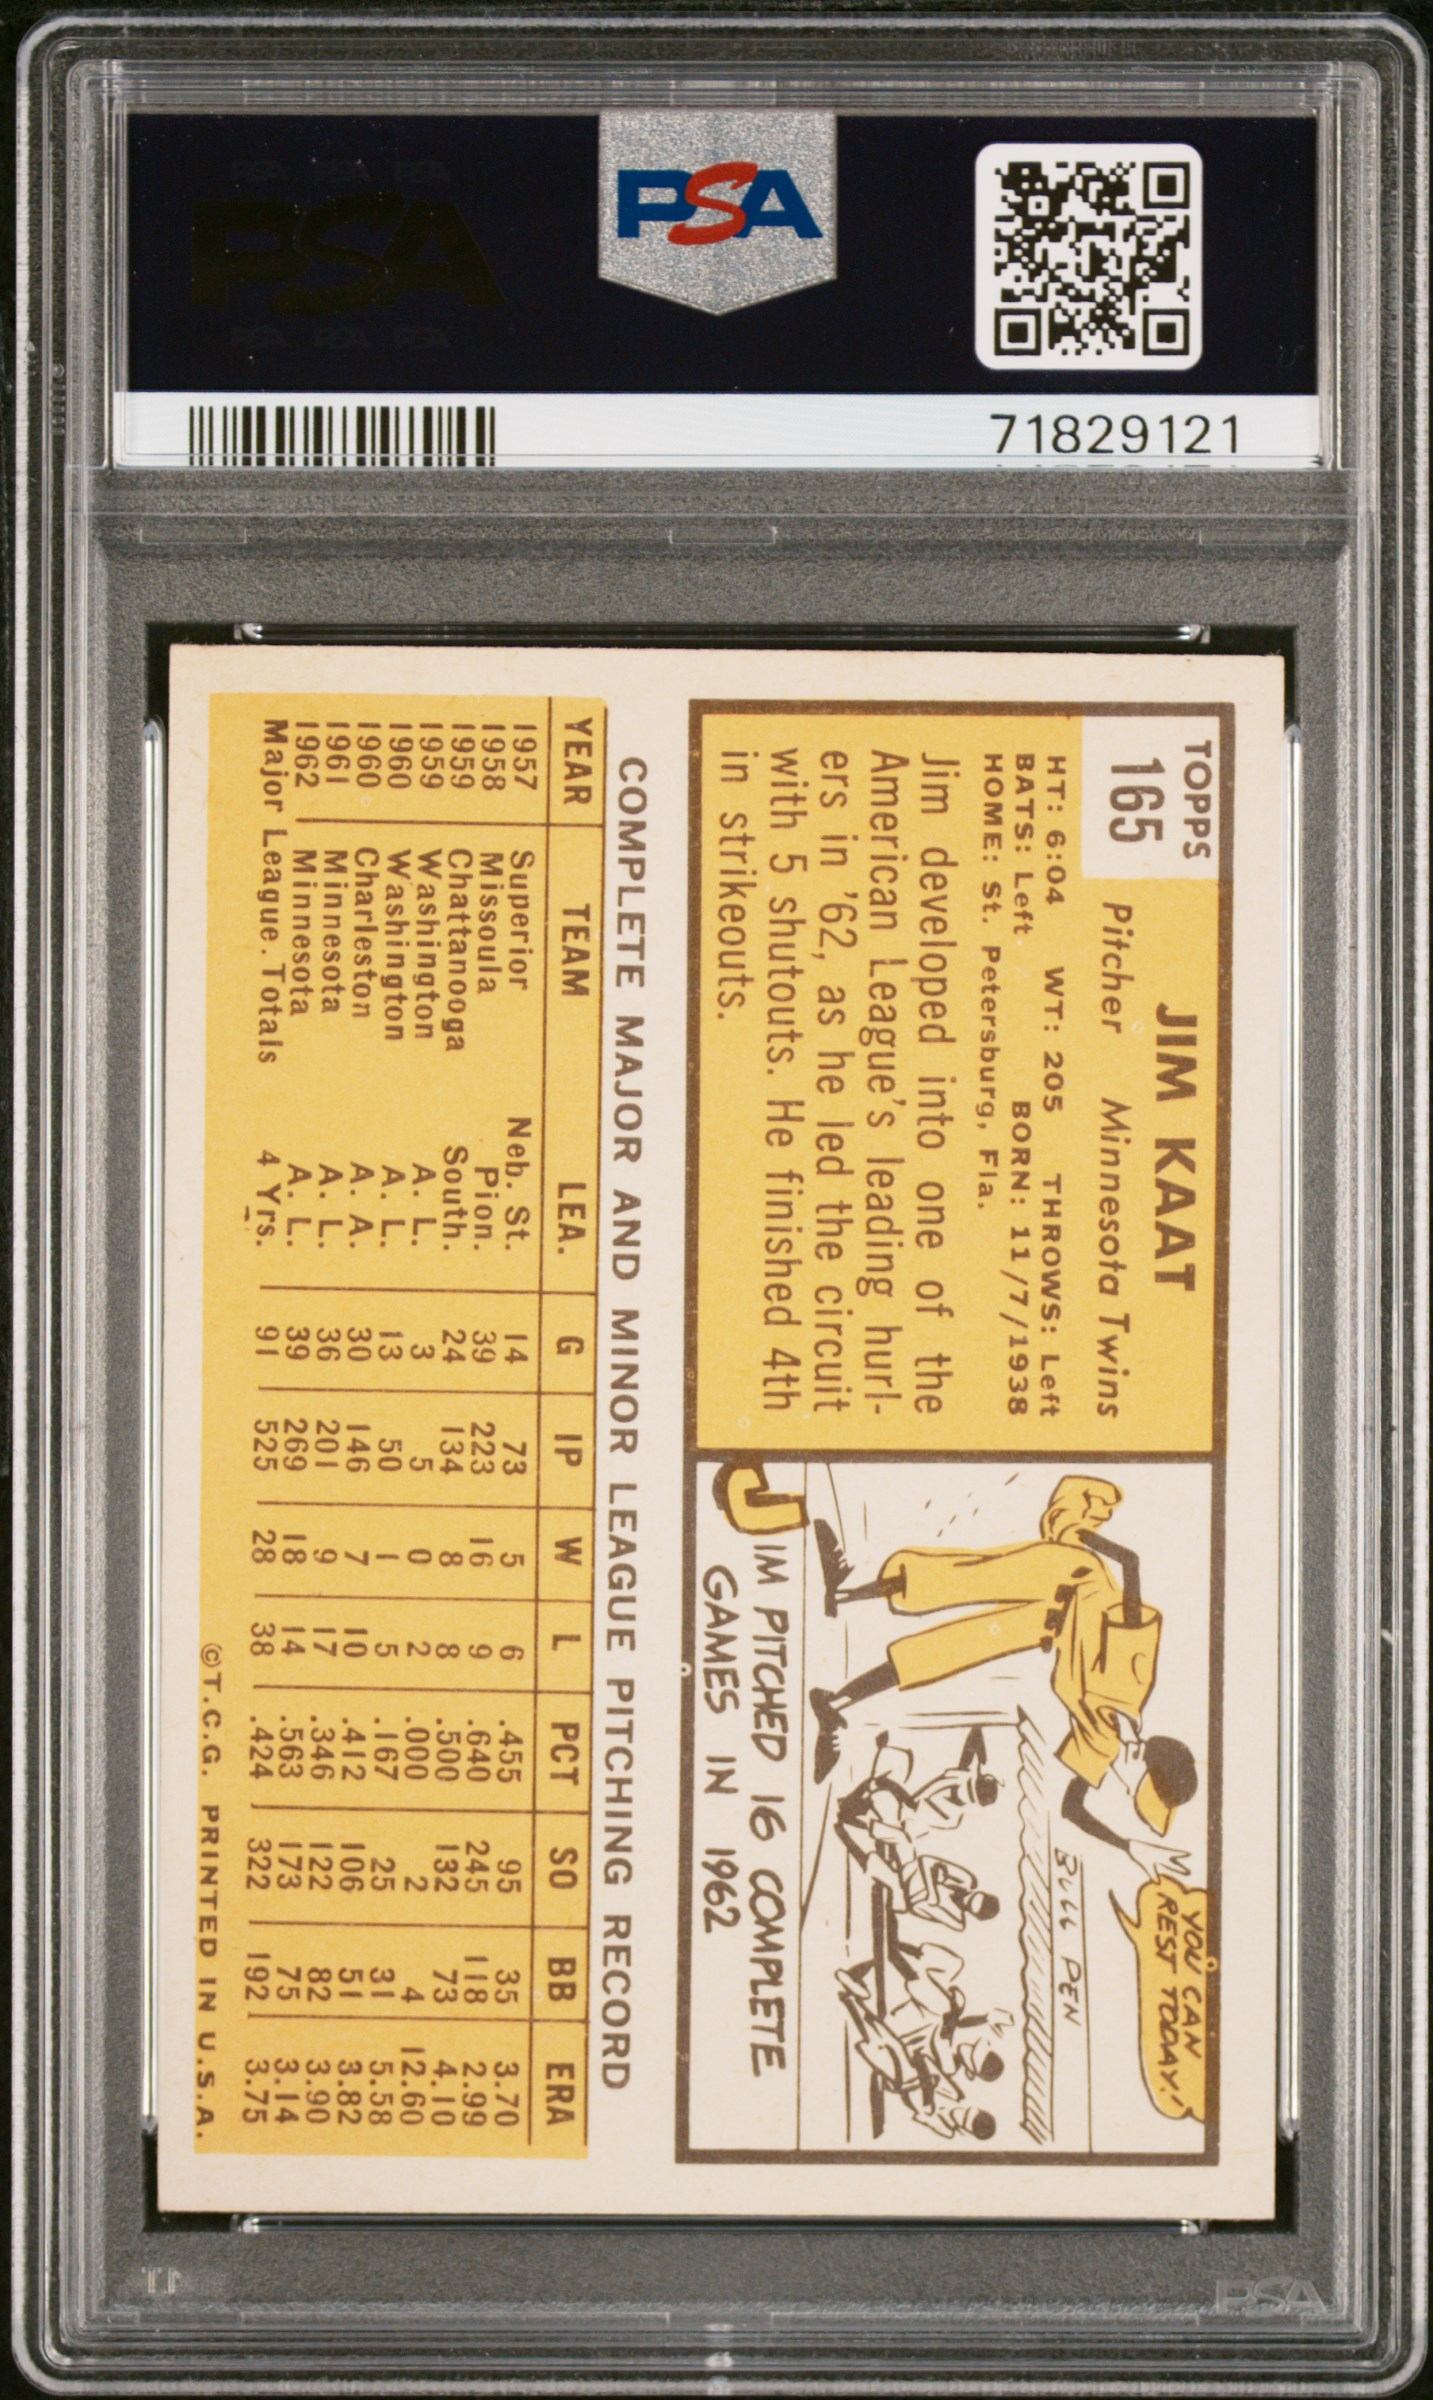 PSA
71829121
TOPPS
165
JIM KAAT
Pitcher Minnesota Twins
HT: 6:04 WT: 205 THROWS: Left
BATS: Left BORN: 11/7/1938
HOME: St. Petersburg, Fla.
Jim developed into one of the
American League's leading hurl-
ers in '62, as he led the circuit
with 5 shutouts. He finished 4th
in strikeouts.
YOU CAN
REST TODAY!
BULL PEN
JIM PITCHED 16 COMPLETE
GAMES IN 1962
COMPLETE MAJOR AND MINOR LEAGUE PITCHING RECORD
YEAR TEAM LEA. G IP W L PCT SO BB ERA
1957 Superior Neb. St. 14 73 5 6 .455 95 35 3.70
1958 Missoula Pion. 39 223 16 9 .640 245 118 2.99
1959 Chattanooga South. 24 134 8 8 .500 132 73 4.10
1959 Washington A. L. 3 5 0 2 .000 2 4 12.60
1960 Washington A. L. 13 50 1 5 .167 25 31 5.58
1960 Charleston A. A. 30 146 7 10 .412 106 51 3.82
1961 Minnesota A. L. 36 201 9 17 .346 122 82 3.90
1962 Minnesota A. L. 39 269 18 14 .563 173 75 3.14
Major League Totals 4 Yrs. 91 525 28 38 .424 322 192 3.75
©T.C.G. PRINTED IN U.S.A.
PSA